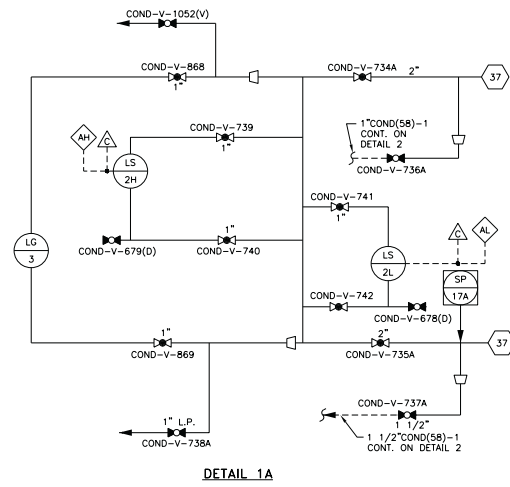 COND-V-1052(V)
COND-V-868
1"
COND-V-734A
2"
37
1"COND(58)-1
CONT. ON
DETAIL 2
COND-V-736A
COND-V-739
1"
AH
C
LS
2H
COND-V-741
1"
C
AL
LS
2L
COND-V-679(D)
COND-V-740
1"
LG
3
SP
17A
COND-V-742
COND-V-678(D)
1"
COND-V-869
2"
COND-V-735A
37
COND-V-737A
1 1/2"
1 1/2"COND(58)-1
CONT. ON DETAIL 2
1" L.P.
COND-V-738A
DETAIL 1A